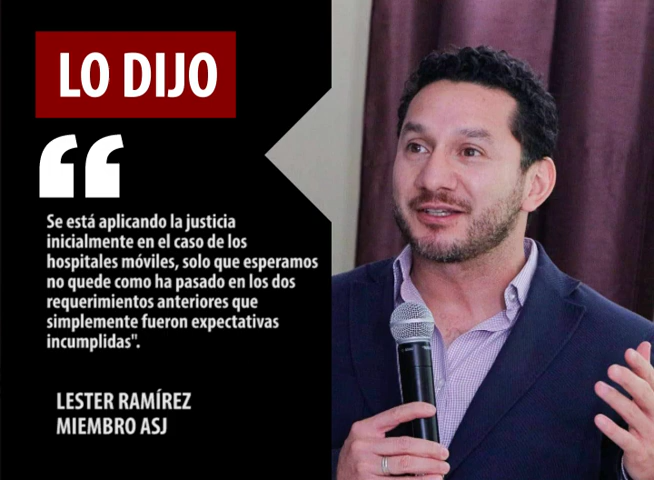 LO DIJO
“
Se está aplicando la justicia
inicialmente en el caso de los
hospitales móviles, solo que esperamos
no quede como ha pasado en los dos
requerimientos anteriores que
simplemente fueron expectativas
incumplidas".
LESTER RAMÍREZ
MIEMBRO ASJ